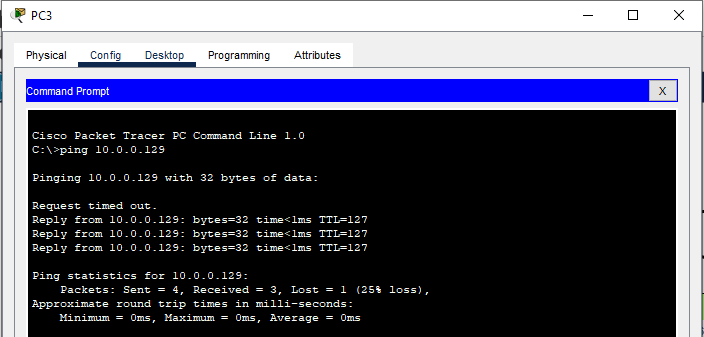 PC3
Physical Config Desktop Programming Attributes
Command Prompt X
Cisco Packet Tracer PC Command Line 1.0
C:\>ping 10.0.0.129
Pinging 10.0.0.129 with 32 bytes of data:
Request timed out.
Reply from 10.0.0.129: bytes=32 time<1ms TTL=127
Reply from 10.0.0.129: bytes=32 time<1ms TTL=127
Reply from 10.0.0.129: bytes=32 time<1ms TTL=127
Ping statistics for 10.0.0.129:
Packets: Sent = 4, Received = 3, Lost = 1 (25% loss),
Approximate round trip times in milli-seconds:
Minimum = 0ms, Maximum = 0ms, Average = 0ms